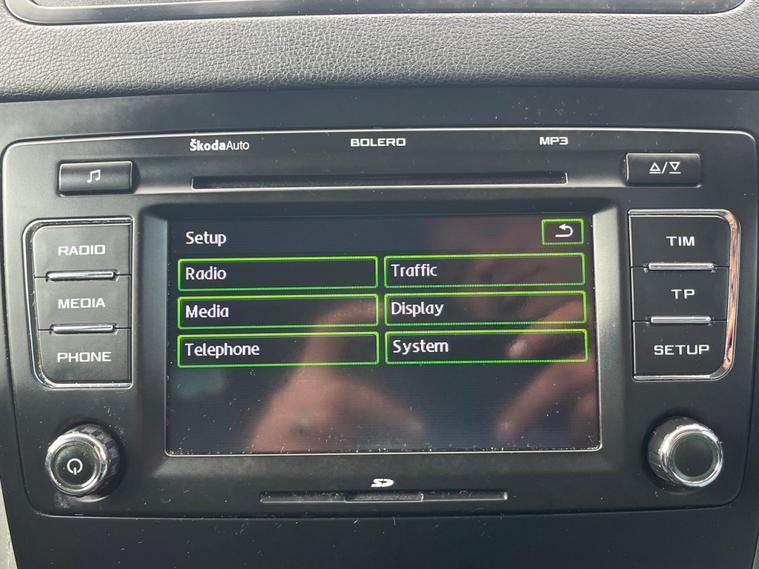 ŠkodaAuto BOLERO MP3
RADIO
MEDIA
PHONE
Setup
Radio Traffic
Media Display
Telephone System
TIM
TP
SETUP
SD